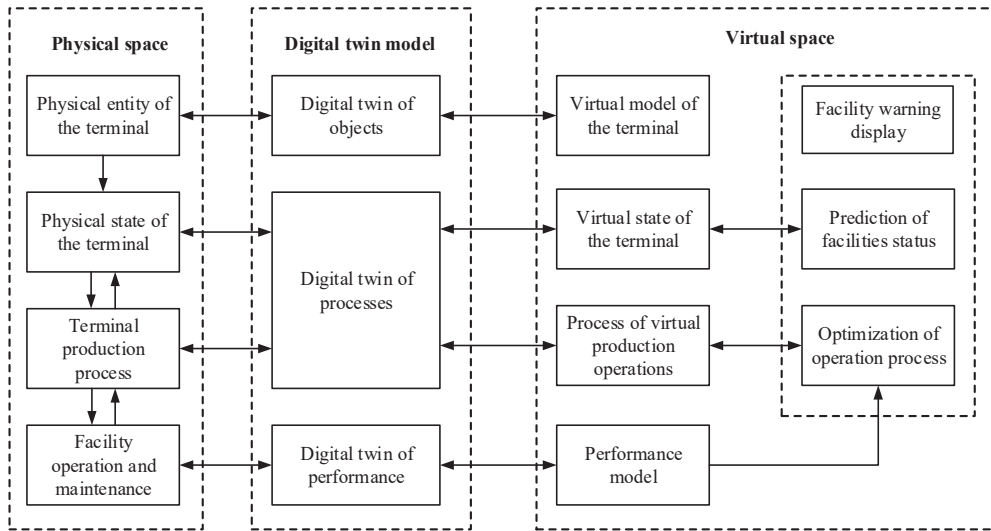 Physical space
Digital twin model
Virtual space
Physical entity of
the terminal
Digital twin of
objects
Virtual model of
the terminal
Facility warning
display
Physical state of
the terminal
Digital twin of
processes
Virtual state of
the terminal
Prediction of
facilities status
Terminal
production
process
Process of virtual
production
operations
Optimization of
operation process
Facility
operation and
maintenance
Digital twin of
performance
Performance
model